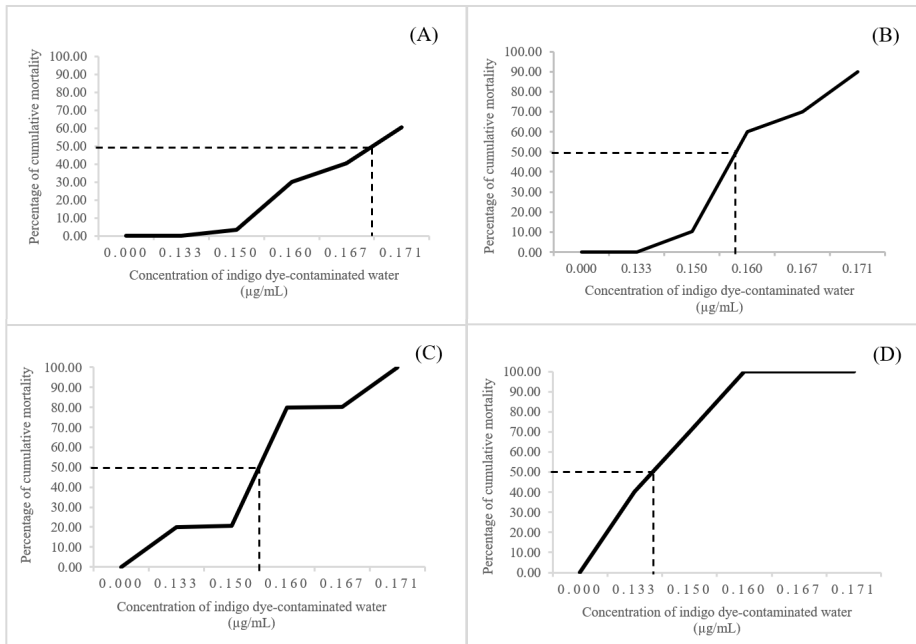 (A)
Percentage of cumulative mortality
100.00
90.00
80.00
70.00
60.00
50.00
40.00
30.00
20.00
10.00
0.00
0.000 0.133 0.150 0.160 0.167 0.171
Concentration of indigo dye-contaminated water
(µg/mL)
(B)
Percentage of cumulative mortality
100.00
90.00
80.00
70.00
60.00
50.00
40.00
30.00
20.00
10.00
0.00
0.000 0.133 0.150 0.160 0.167 0.171
Concentration of indigo dye-contaminated water
(µg/mL)
(C)
Percentage of cumulative mortality
100.00
90.00
80.00
70.00
60.00
50.00
40.00
30.00
20.00
10.00
0.00
0.000 0.133 0.150 0.160 0.167 0.171
Concentration of indigo dye-contaminated water
(µg/mL)
(D)
Percentage of cumulative mortality
100.00
90.00
80.00
70.00
60.00
50.00
40.00
30.00
20.00
10.00
0.00
0.000 0.133 0.150 0.160 0.167 0.171
Concentration of indigo dye-contaminated water
(µg/mL)